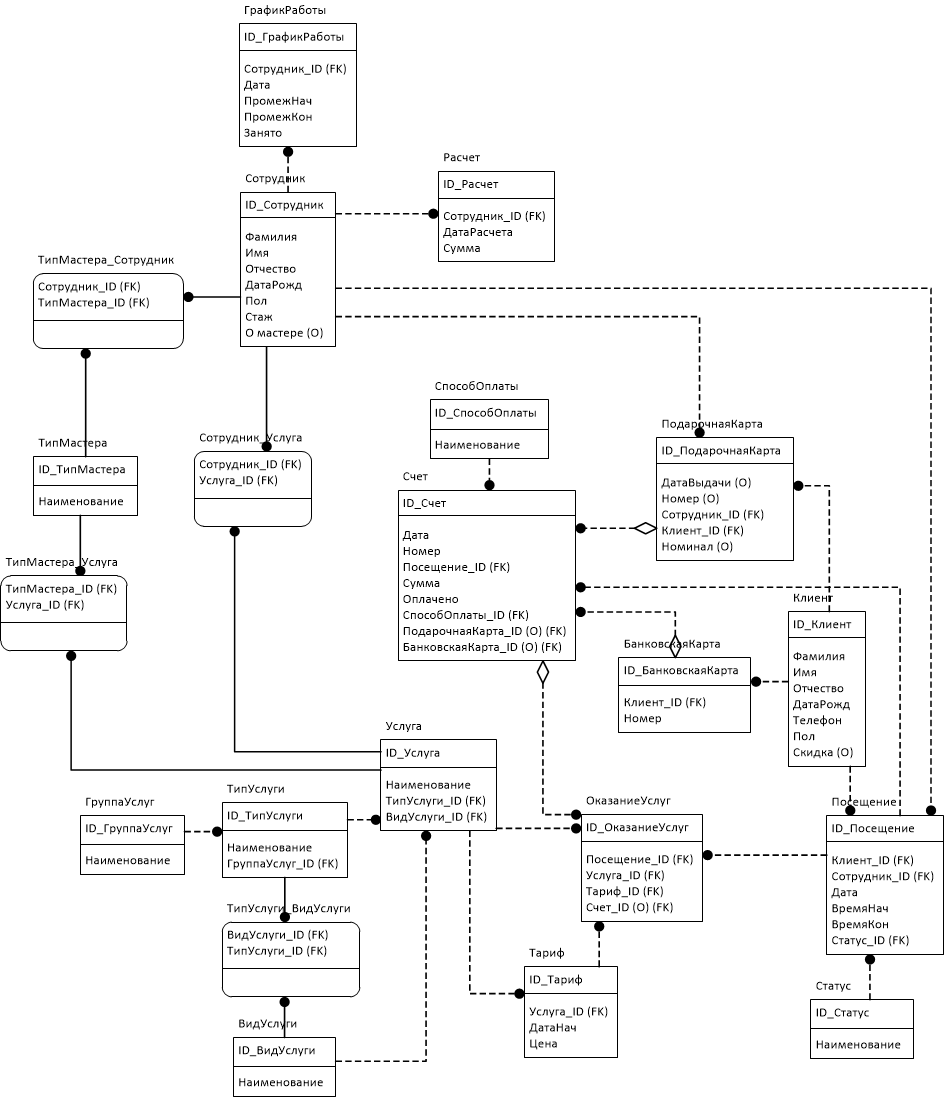 ГрафикРаботы
ID_ГрафикРаботы
Сотрудник_ID (FK)
Дата
ПромежНач
ПромежКон
Занято
Расчет
ID_Расчет
Сотрудник_ID (FK)
ДатаРасчета
Сумма
Сотрудник
ID_Сотрудник
Фамилия
Имя
Отчество
ДатаРожд
Пол
Стаж
О мастере (O)
ТипМастера_Сотрудник
Сотрудник_ID (FK)
ТипМастера_ID (FK)
СпособОплаты
ID_СпособОплаты
Наименование
ПодарочнаяКарта
ID_ПодарочнаяКарта
ДатаВыдачи (O)
Номер (O)
Сотрудник_ID (FK)
Клиент_ID (FK)
Номинал (O)
ТипМастера
ID_ТипМастера
Наименование
Сотрудник_Услуга
Сотрудник_ID (FK)
Услуга_ID (FK)
Счет
ID_Счет
Дата
Номер
Посещение_ID (FK)
Сумма
Оплачено
СпособОплаты_ID (FK)
ПодарочнаяКарта_ID (O) (FK)
БанковскаяКарта_ID (O) (FK)
ТипМастера_Услуга
ТипМастера_ID (FK)
Услуга_ID (FK)
Клиент
ID_Клиент
Фамилия
Имя
Отчество
ДатаРожд
Телефон
Пол
Скидка (O)
БанковскаяКарта
ID_БанковскаяКарта
Клиент_ID (FK)
Номер
Услуга
ID_Услуга
Наименование
ТипУслуги_ID (FK)
ВидУслуги_ID (FK)
ГруппаУслуг
ID_ГруппаУслуг
Наименование
ТипУслуги
ID_ТипУслуги
Наименование
ГруппаУслуг_ID (FK)
ОказаниеУслуг
ID_ОказаниеУслуг
Посещение_ID (FK)
Услуга_ID (FK)
Тариф_ID (FK)
Счет_ID (O) (FK)
Посещение
ID_Посещение
Клиент_ID (FK)
Сотрудник_ID (FK)
Дата
ВремяНач
ВремяКон
Статус_ID (FK)
ТипУслуги_ВидУслуги
ВидУслуги_ID (FK)
ТипУслуги_ID (FK)
Тариф
ID_Тариф
Услуга_ID (FK)
ДатаНач
Цена
Статус
ID_Статус
Наименование
ВидУслуги
ID_ВидУслуги
Наименование